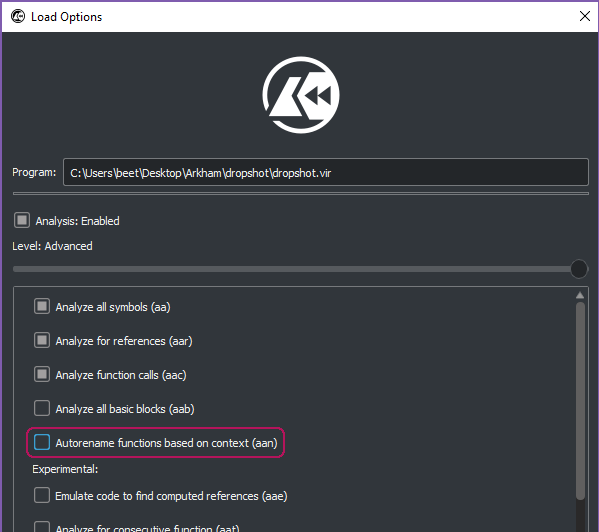 Load Options
Program: C:\Users\beet\Desktop\Arkham\dropshot\dropshot.vir
Analysis: Enabled
Level: Advanced
Analyze all symbols (aa)
Analyze for references (aar)
Analyze function calls (aac)
Analyze all basic blocks (aab)
Autorename functions based on context (aan)
Experimental:
Emulate code to find computed references (aae)
Analyze for consecutive function (aat)